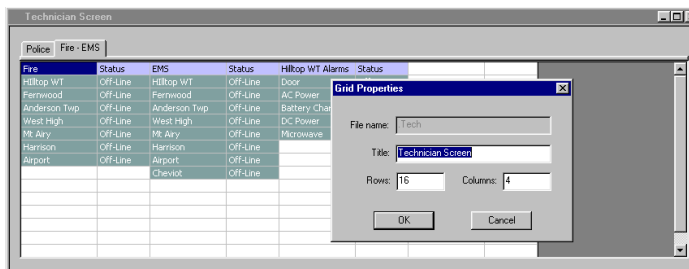 Technician Screen
Police Fire - EMS
Fire Status EMS Status Hilltop WT Alarms Status
Hilltop WT Off-Line Hilltop WT Off-Line Door
Fernwood Off-Line Fernwood Off-Line AC Power
Anderson Twp Off-Line Anderson Twp Off-Line Battery Char
West High Off-Line West High Off-Line DC Power
Mt Airy Off-Line Mt Airy Off-Line Microwave
Harrison Off-Line Harrison Off-Line
Airport Off-Line Airport Off-Line
Cheviot Off-Line
Grid Properties
File name: .Tech
Title: Technician Screen
Rows: 16 Columns: 4
OK Cancel